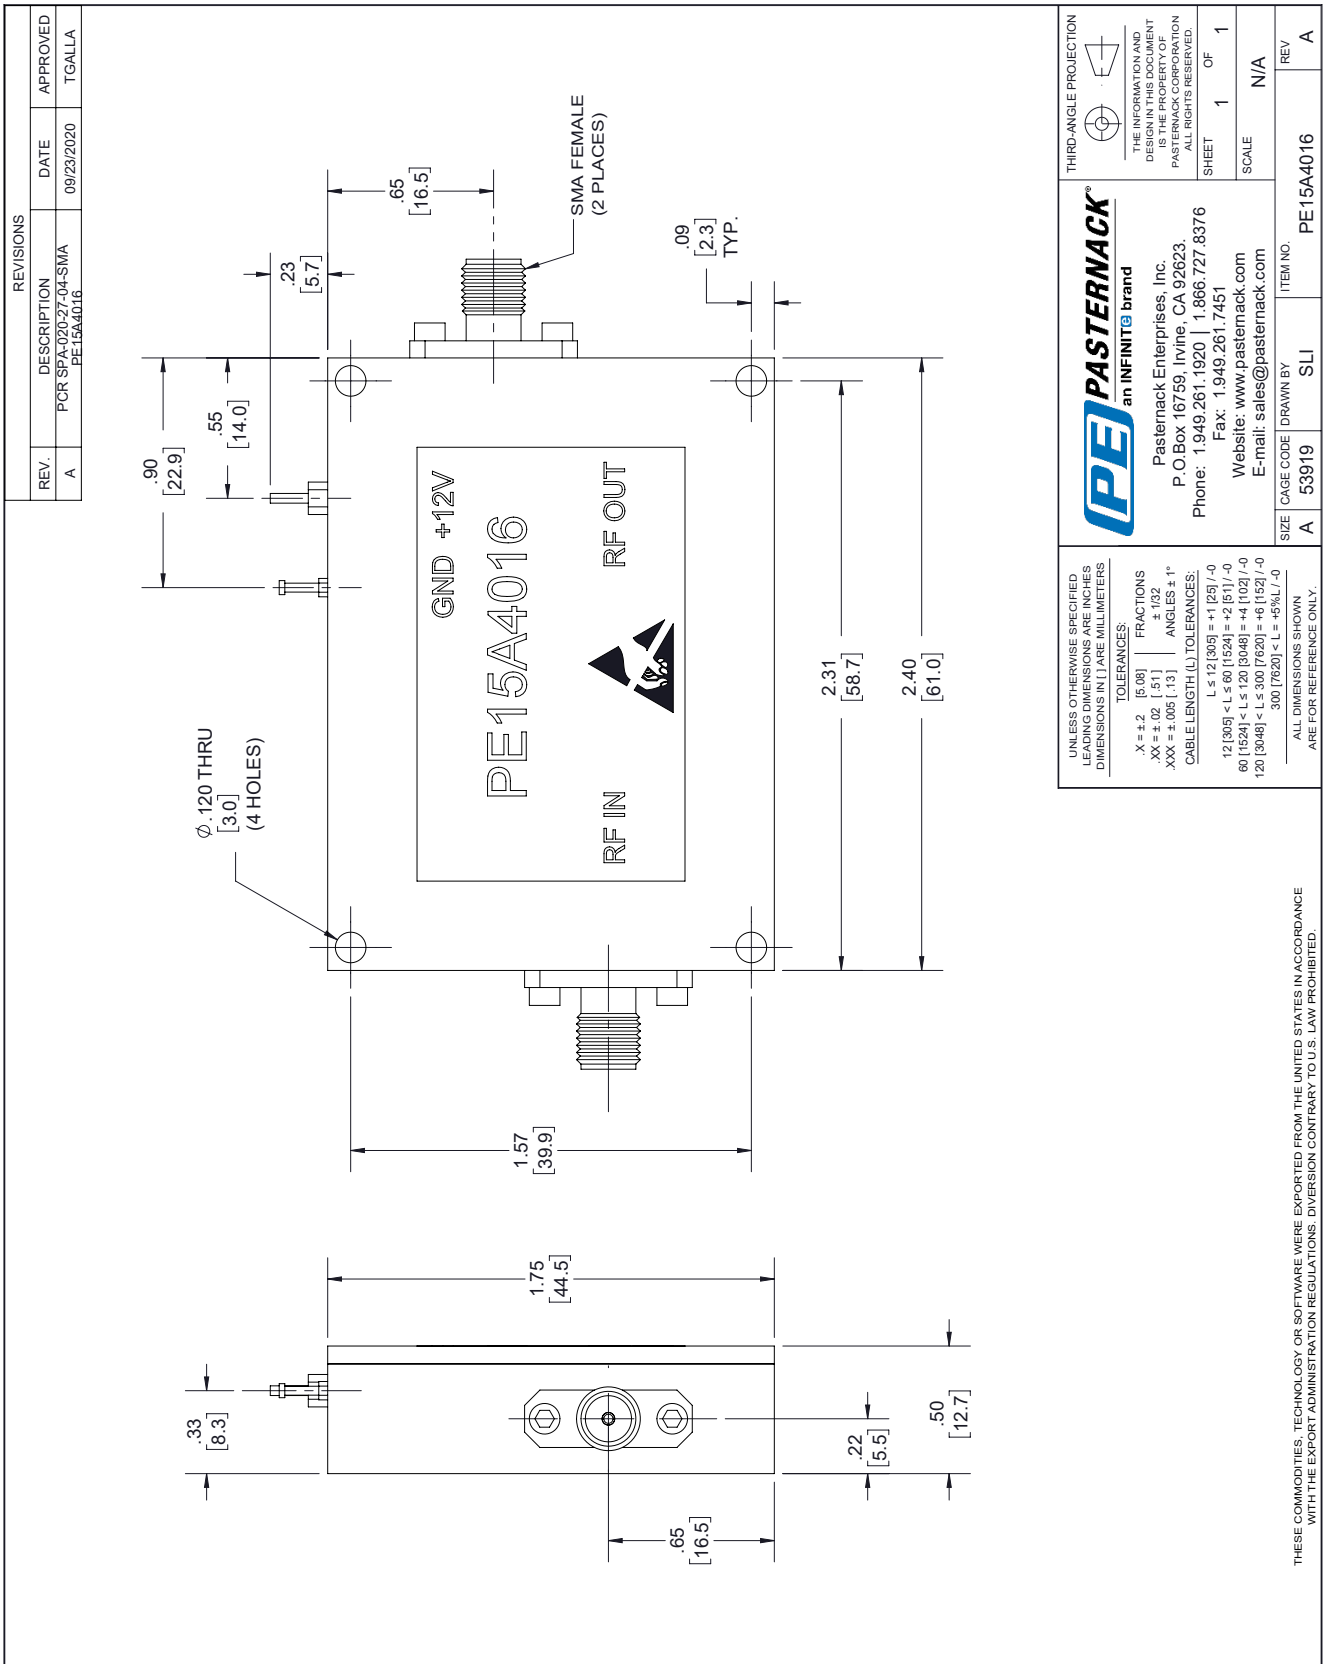 REVISIONS
REV. DESCRIPTION DATE APPROVED
A PCR SPA-020-27-04-SMA 09/23/2020 TGALLA
PE15A4016
.90
[22.9]
.55
[14.0]
.23
[5.7]
.65
[16.5]
SMA FEMALE
(2 PLACES)
.09
[2.3]
TYP.
Ø.120 THRU
[3.0]
(4 HOLES)
GND +12V
PE15A4016
RF IN RF OUT
2.31
[58.7]
2.40
[61.0]
1.57
[39.9]
1.75
[44.5]
.33
[8.3]
.22
[5.5]
.50
[12.7]
.65
[16.5]
THESE COMMODITIES, TECHNOLOGY OR SOFTWARE WERE EXPORTED FROM THE UNITED STATES IN ACCORDANCE
WITH THE EXPORT ADMINISTRATION REGULATIONS. DIVERSION CONTRARY TO U.S. LAW PROHIBITED.
UNLESS OTHERWISE SPECIFIED
LEADING DIMENSIONS ARE INCHES
DIMENSIONS IN [ ] ARE MILLIMETERS
TOLERANCES:
.X = ±.2 [5.08] FRACTIONS
.XX = ±.02 [.51] ± 1/32
.XXX = ±.005 [.13] ANGLES ± 1°
CABLE LENGTH (L) TOLERANCES:
L ≤ 12 [305] = +1 [25] / -0
12 [305] < L ≤ 60 [1524] = +2 [51] / -0
60 [1524] < L ≤ 120 [3048] = +4 [102] / -0
120 [3048] < L ≤ 300 [7620] = +6 [152] / -0
300 [7620] < L = +5%L / -0
ALL DIMENSIONS SHOWN
ARE FOR REFERENCE ONLY.
PE PASTERNACK®
an INFINITe brand
Pasternack Enterprises, Inc.
P.O.Box 16759, Irvine, CA 92623.
Phone: 1.949.261.1920 | 1.866.727.8376
Fax: 1.949.261.7451
Website: www.pasternack.com
E-mail: sales@pasternack.com
THIRD-ANGLE PROJECTION
THE INFORMATION AND
DESIGN IN THIS DOCUMENT
IS THE PROPERTY OF
PASTERNACK CORPORATION
ALL RIGHTS RESERVED.
SHEET 1 OF 1
SCALE N/A
SIZE A
CAGE CODE 53919
DRAWN BY SLI
ITEM NO. PE15A4016
REV A